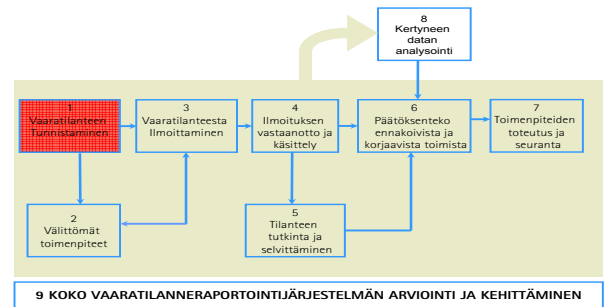 8
Kertyneen
datan
analysointi
1
Vaaratilanteen
Tunnistaminen
3
Vaaratilanteesta
Ilmoittaminen
4
Ilmoituksen
vastaanotto ja
käsittely
6
Päätöksenteko
ennakoivista ja
korjaavista toimista
7
Toimenpiteiden
toteutus ja
seuranta
2
Välittömät
toimenpiteet
5
Tilanteen
tutkinta ja
selvittäminen
9 KOKO VAARATILANNERAPORTOINTIJÄRJESTELMÄN ARVIOINTI JA KEHITTÄMINEN